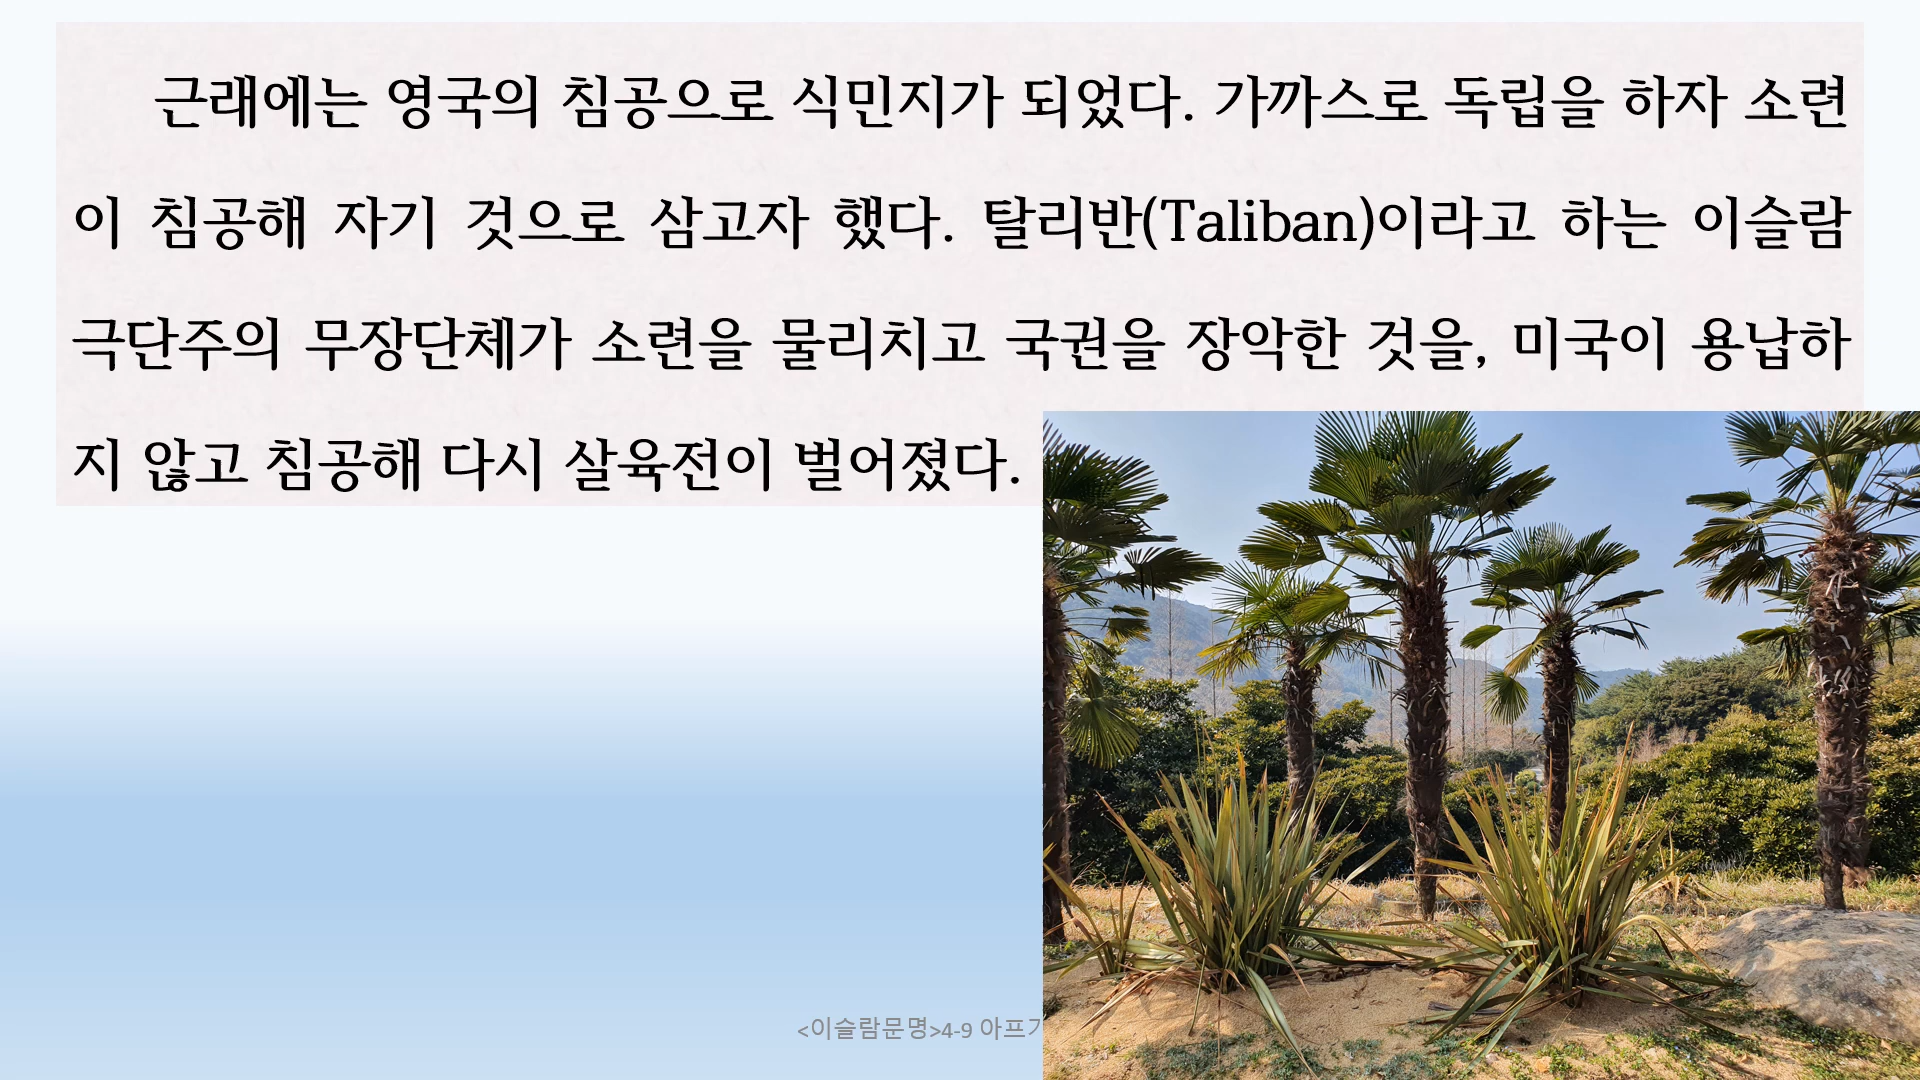 근래에는 영국의 침공으로 식민지가 되었다. 가까스로 독립을 하자 소련
이 침공해 자기 것으로 삼고자 했다. 탈리반(Taliban)이라고 하는 이슬람
극단주의 무장단체가 소련을 물리치고 국권을 장악한 것을, 미국이 용납하
지 않고 침공해 다시 살육전이 벌어졌다.
<이슬람문명>4-9